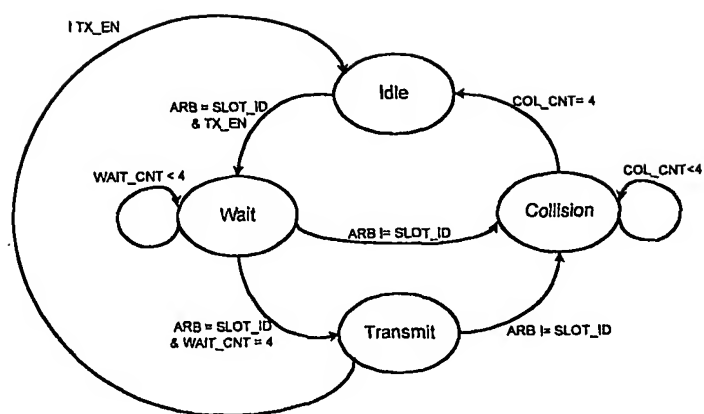 ! TX_EN
Idle
ARB = SLOT_ID
& TX_EN
COL_CNT= 4
WAIT_CNT < 4
COL_CNT<4
Wait
Collision
ARB != SLOT_ID
ARB = SLOT_ID
& WAIT_CNT = 4
Transmit
ARB != SLOT_ID